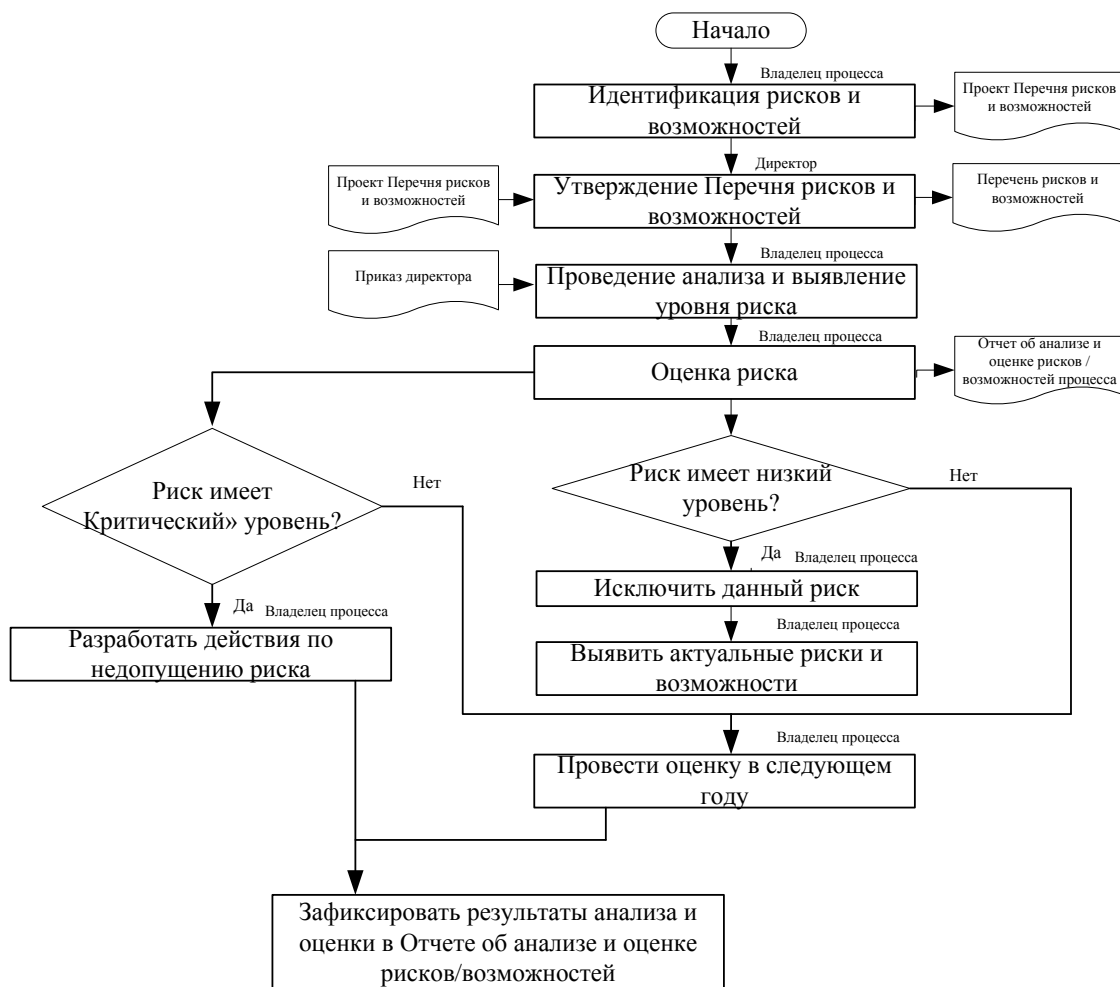 Начало
Владелец процесса
Идентификация рисков и
возможностей
Проект Перечня рисков
и возможностей
Директор
Проект Перечня рисков
и возможностей
Утверждение Перечня рисков и
возможностей
Перечень рисков и
возможностей
Владелец процесса
Приказ директора
Проведение анализа и выявление
уровня риска
Владелец процесса
Оценка риска
Отчет об анализе и
оценке рисков /
возможностей процесса
Риск имеет
Критический» уровень?
Нет
Риск имеет низкий
уровень?
Нет
Да
Владелец процесса
Исключить данный риск
Да
Владелец процесса
Разработать действия по
недопущению риска
Владелец процесса
Выявить актуальные риски и
возможности
Владелец процесса
Провести оценку в следующем
году
Зафиксировать результаты анализа и
оценки в Отчете об анализе и оценке
рисков/возможностей